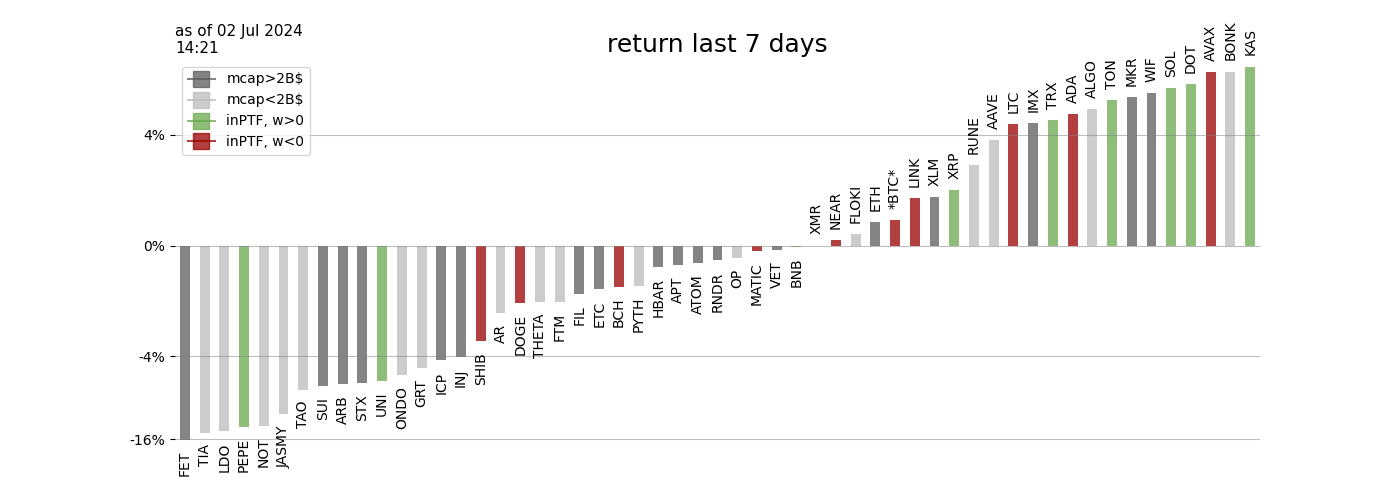 as of 02 Jul 2024
14:21
return last 7 days
mcap>2B$
mcap<2B$
inPTF, w>0
inPTF, w<0
4%
0%
-4%
-16%
FET
TIA
LDO
PEPE
NOT
JASMY
TAO
SUI
ARB
STX
UNI
ONDO
GRT
ICP
INJ
SHIB
AR
DOGE
THETA
FTM
FIL
ETC
BCH
PYTH
HBAR
APT
ATOM
RNDR
OP
MATIC
VET
BNB
XMR
NEAR
FLOKI
ETH
*BTC*
LINK
XLM
XRP
RUNE
AAVE
LTC
IMX
TRX
ADA
ALGO
TON
MKR
WIF
SOL
DOT
AVAX
BONK
KAS